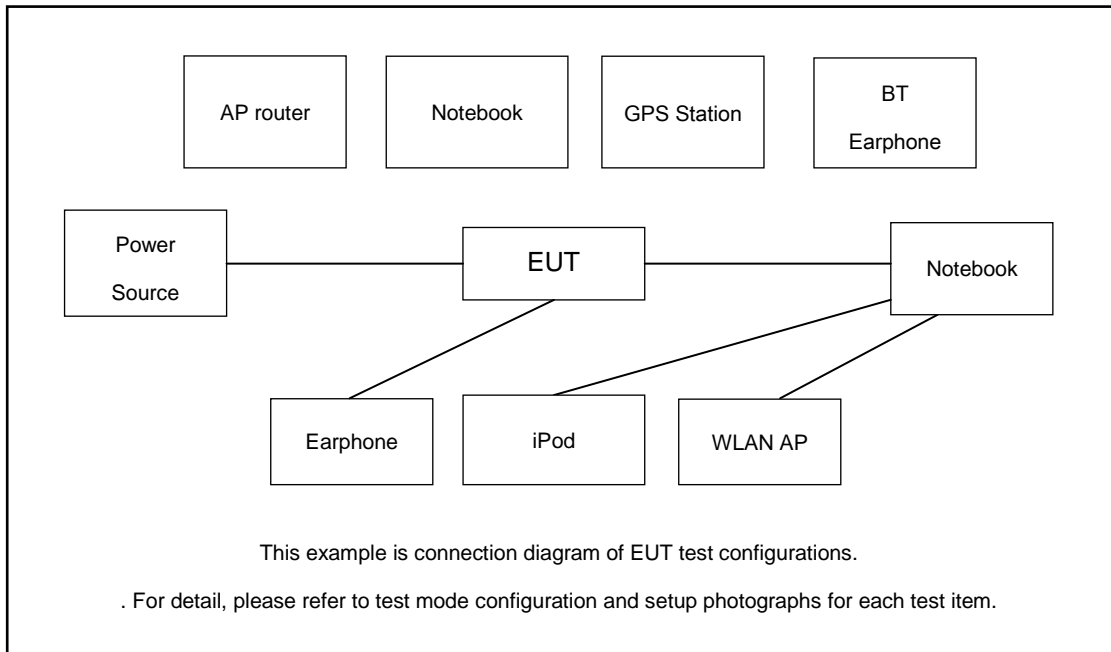 AP router
Notebook
GPS Station
BT
Earphone
Power
Source
EUT
Notebook
Earphone
iPod
WLAN AP
This example is connection diagram of EUT test configurations.
. For detail, please refer to test mode configuration and setup photographs for each test item.